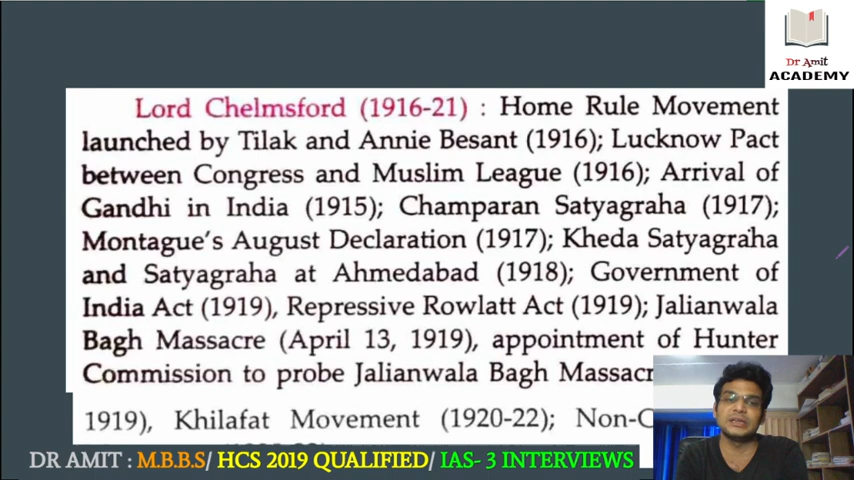 Dr Amit
ACADEMY
Lord Chelmsford (1916-21) : Home Rule Movement
launched by Tilak and Annie Besant (1916); Lucknow Pact
between Congress and Muslim League (1916); Arrival of
Gandhi in India (1915); Champaran Satyagraha (1917);
Montague's August Declaration (1917); Kheda Satyagraha
and Satyagraha at Ahmedabad (1918); Government of
India Act (1919), Repressive Rowlatt Act (1919); Jalianwala
Bagh Massacre (April 13, 1919), appointment of Hunter
Commission to probe Jalianwala Bagh
1919), Khilafat Movement (1920-22);
DR AMIT : M.B.B.S/ HCS 2019 QUALIFIED/ IAS- 3 INTERVIEWS